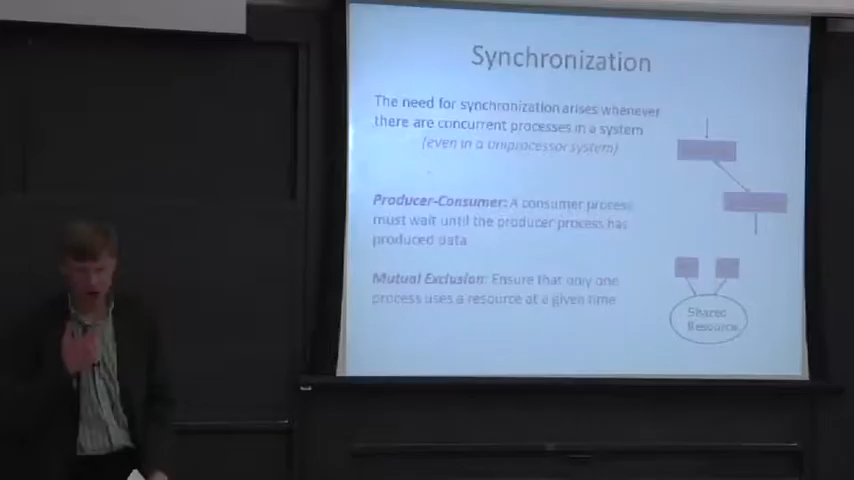 Synchronization
The need for synchronization arises whenever
there are concurrent processes in a system
(even in a uniprocessor system)
Producer-Consumer: A consumer process
must wait until the producer process has
produced data
Mutual Exclusion: Ensure that only one
process uses a resource at a given time
Shared
Resource